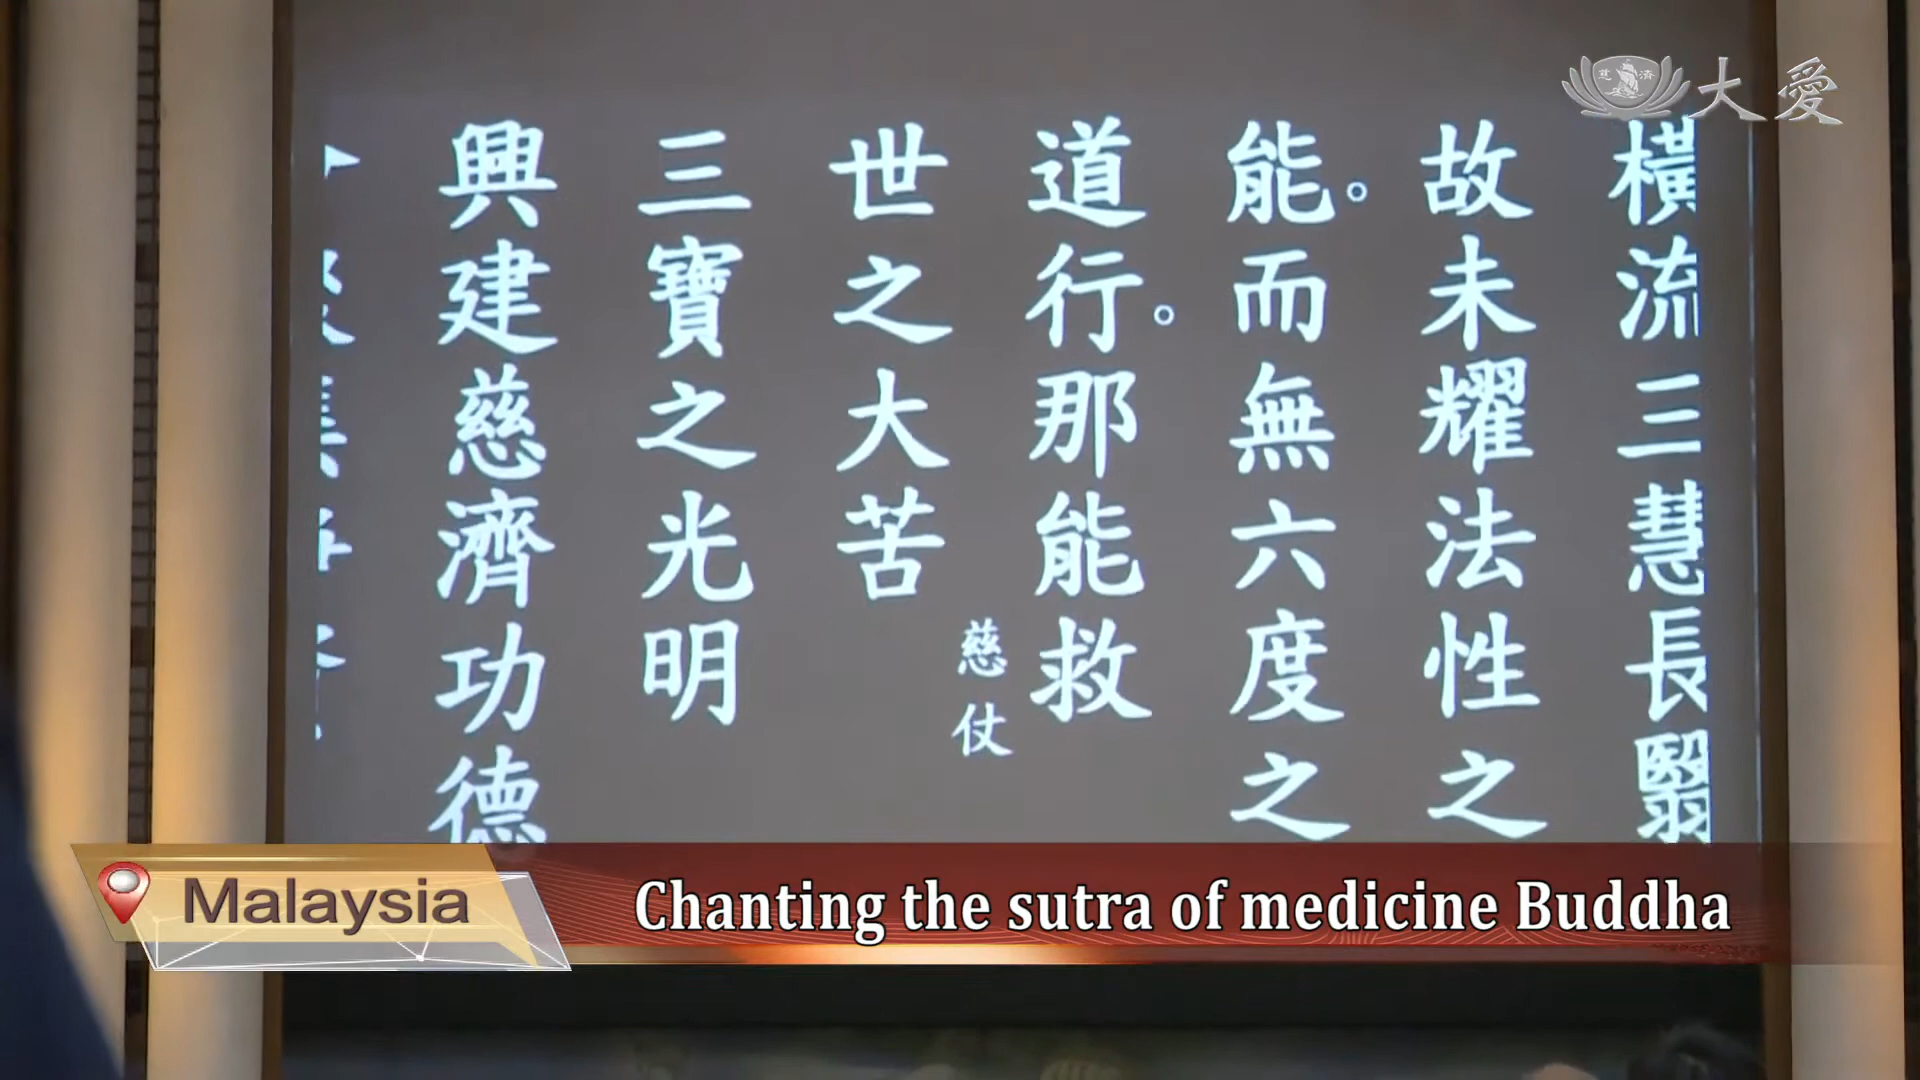 慈濟
大愛
橫流三慧長翳
故未耀法性之
能。而無六度之
道行。那能救
慈仗
世之大苦
三寶之光明
興建慈濟功德
Malaysia
Chanting the sutra of medicine Buddha